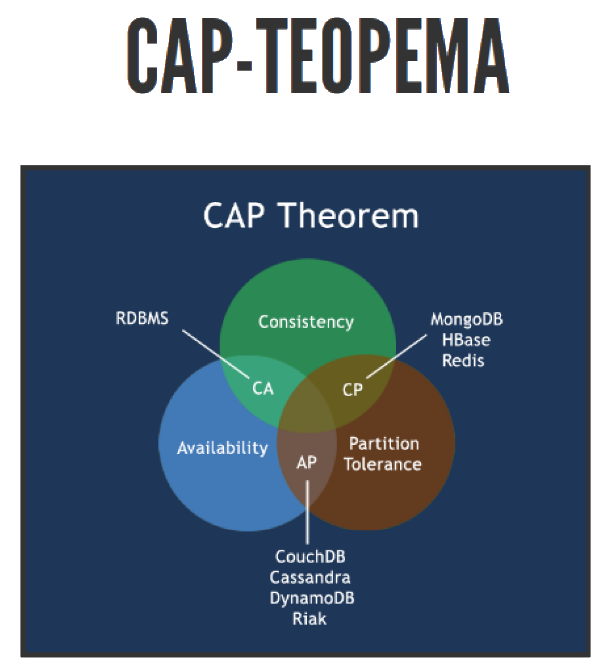 CAP-ТЕОРЕМА
CAP Theorem
RDBMS
Consistency
MongoDB
HBase
Redis
CA
CP
Availability
Partition
Tolerance
AP
CouchDB
Cassandra
DynamoDB
Riak